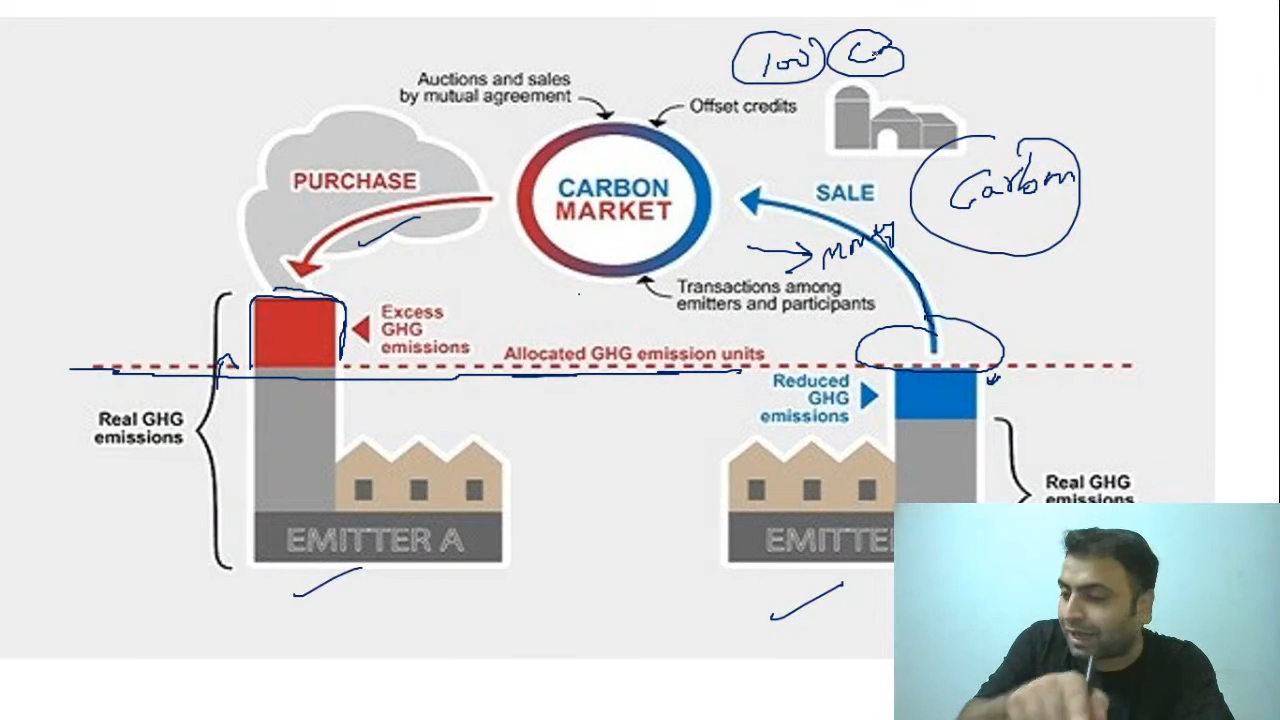 100
Auctions and sales
by mutual agreement
Offset credits
PURCHASE
CARBON
MARKET
SALE
Carbon
money
Transactions among
emitters and participants
Excess
GHG
emissions
Allocated GHG emission units
Reduced
GHG
emissions
Real GHG
emissions
Real GHG
emissions
EMITTER A
EMITTE